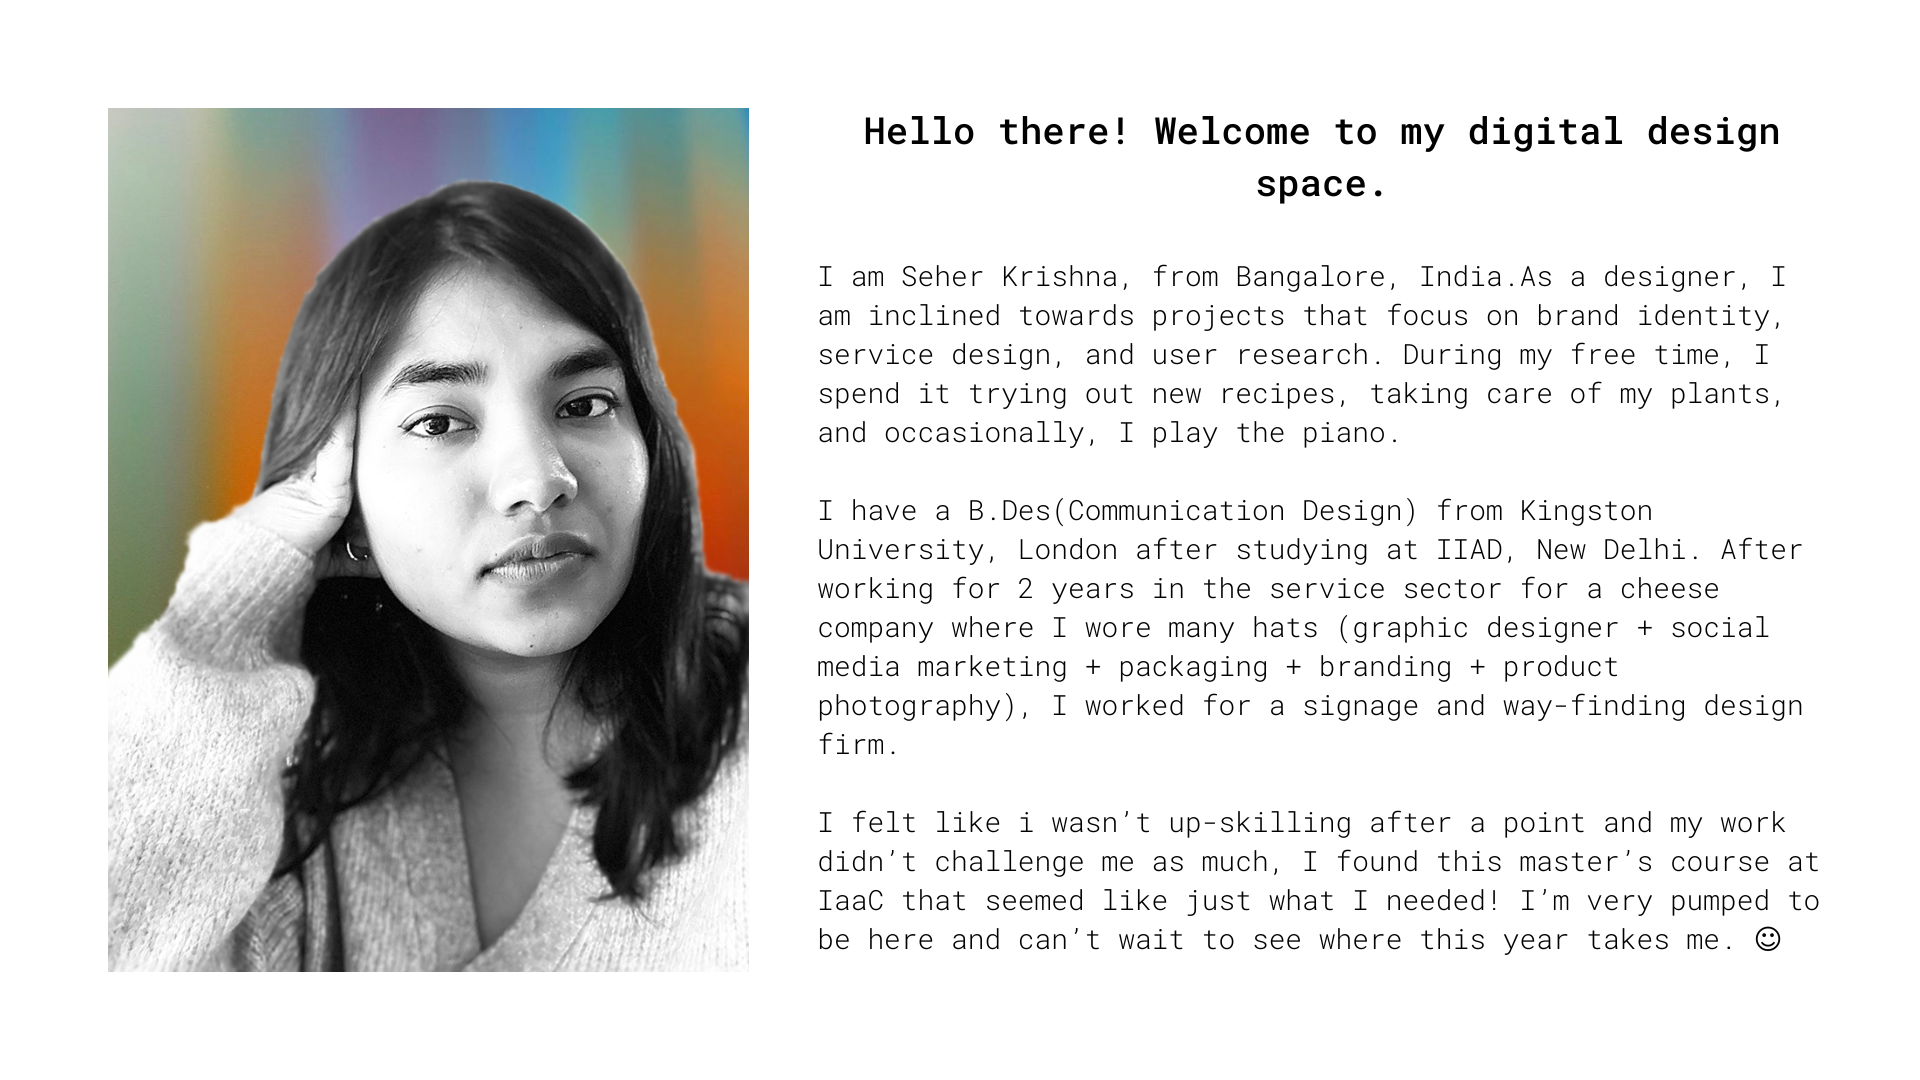 Hello there! Welcome to my digital design
space.
I am Seher Krishna, from Bangalore, India.As a designer, I
am inclined towards projects that focus on brand identity,
service design, and user research. During my free time, I
spend it trying out new recipes, taking care of my plants,
and occasionally, I play the piano.
I have a B.Des(Communication Design) from Kingston
University, London after studying at IIAD, New Delhi. After
working for 2 years in the service sector for a cheese
company where I wore many hats (graphic designer + social
media marketing + packaging + branding + product
photography), I worked for a signage and way-finding design
firm.
I felt like i wasn’t up-skilling after a point and my work
didn’t challenge me as much, I found this master’s course at
IaaC that seemed like just what I needed! I’m very pumped to
be here and can’t wait to see where this year takes me. ☺